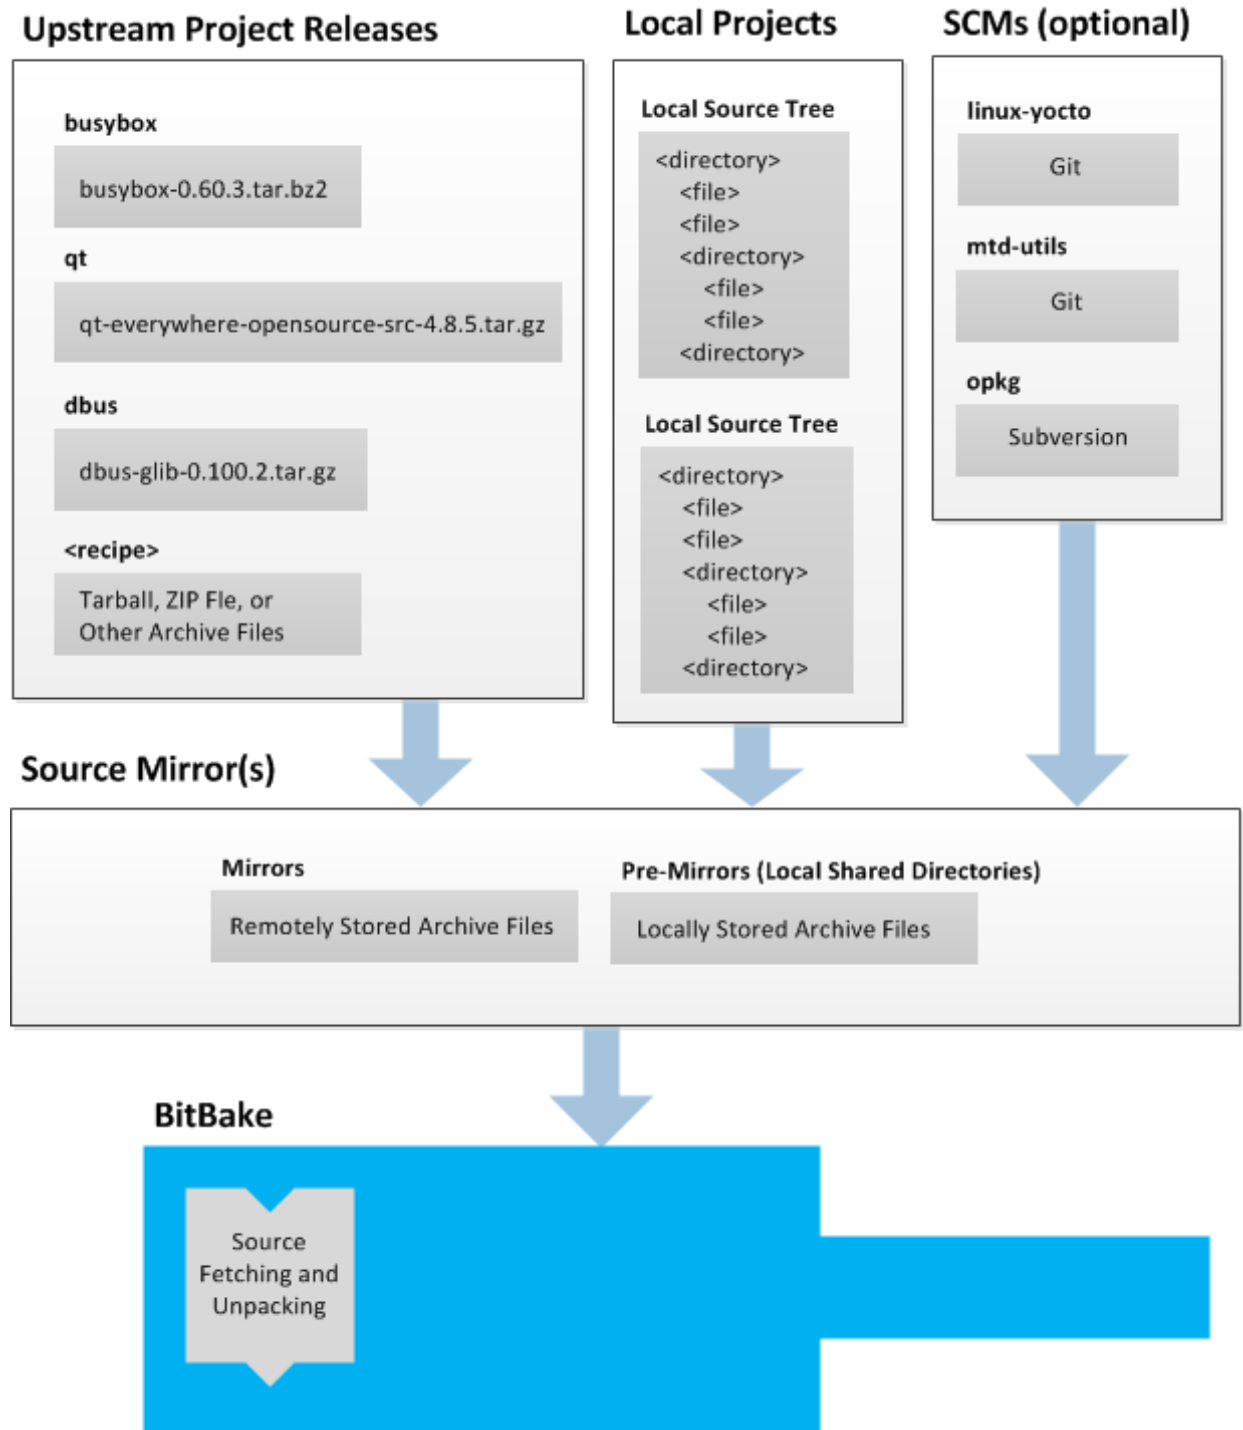 Upstream Project Releases
busybox
busybox-0.60.3.tar.bz2
qt
qt-everywhere-opensource-src-4.8.5.tar.gz
dbus
dbus-glib-0.100.2.tar.gz
<recipe>
Tarball, ZIP Fle, or
Other Archive Files
Local Projects
Local Source Tree
<directory>
<file>
<file>
<directory>
<file>
<file>
<directory>
Local Source Tree
<directory>
<file>
<file>
<directory>
<file>
<file>
<directory>
SCMs (optional)
linux-yocto
Git
mtd-utils
Git
opkg
Subversion
Source Mirror(s)
Mirrors
Remotely Stored Archive Files
Pre-Mirrors (Local Shared Directories)
Locally Stored Archive Files
BitBake
Source
Fetching and
Unpacking